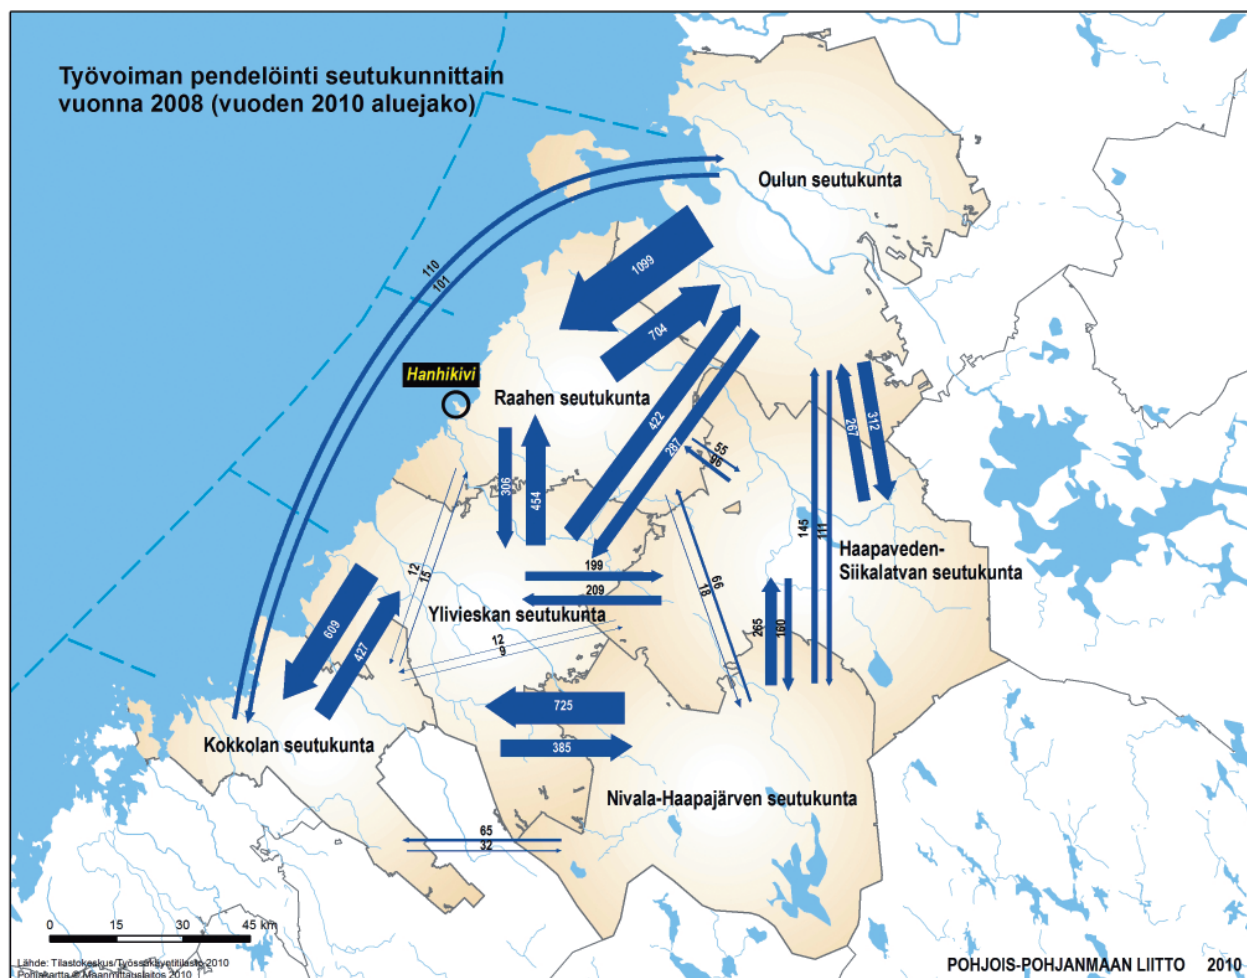 Työvoiman pendelöinti seutukunnittain
vuonna 2008 (vuoden 2010 aluejako)
Oulun seutukunta
110
101
1099
704
Hanhikivi
Raahen seutukunta
422
287
267
312
55
96
306
454
145
111
Haapaveden-
Siikalatvan seutukunta
12
15
199
209
66
18
609
427
Ylivieskan seutukunta
265
160
12
9
725
385
Kokkolan seutukunta
Nivala-Haapajärven seutukunta
65
32
0 15 30 45 km
Lähde: Tilastokeskus/Työssäkäyntitilasto 2010
Pohjakartta © Maanmittauslaitos 2010
POHJOIS-POHJANMAAN LIITTO 2010